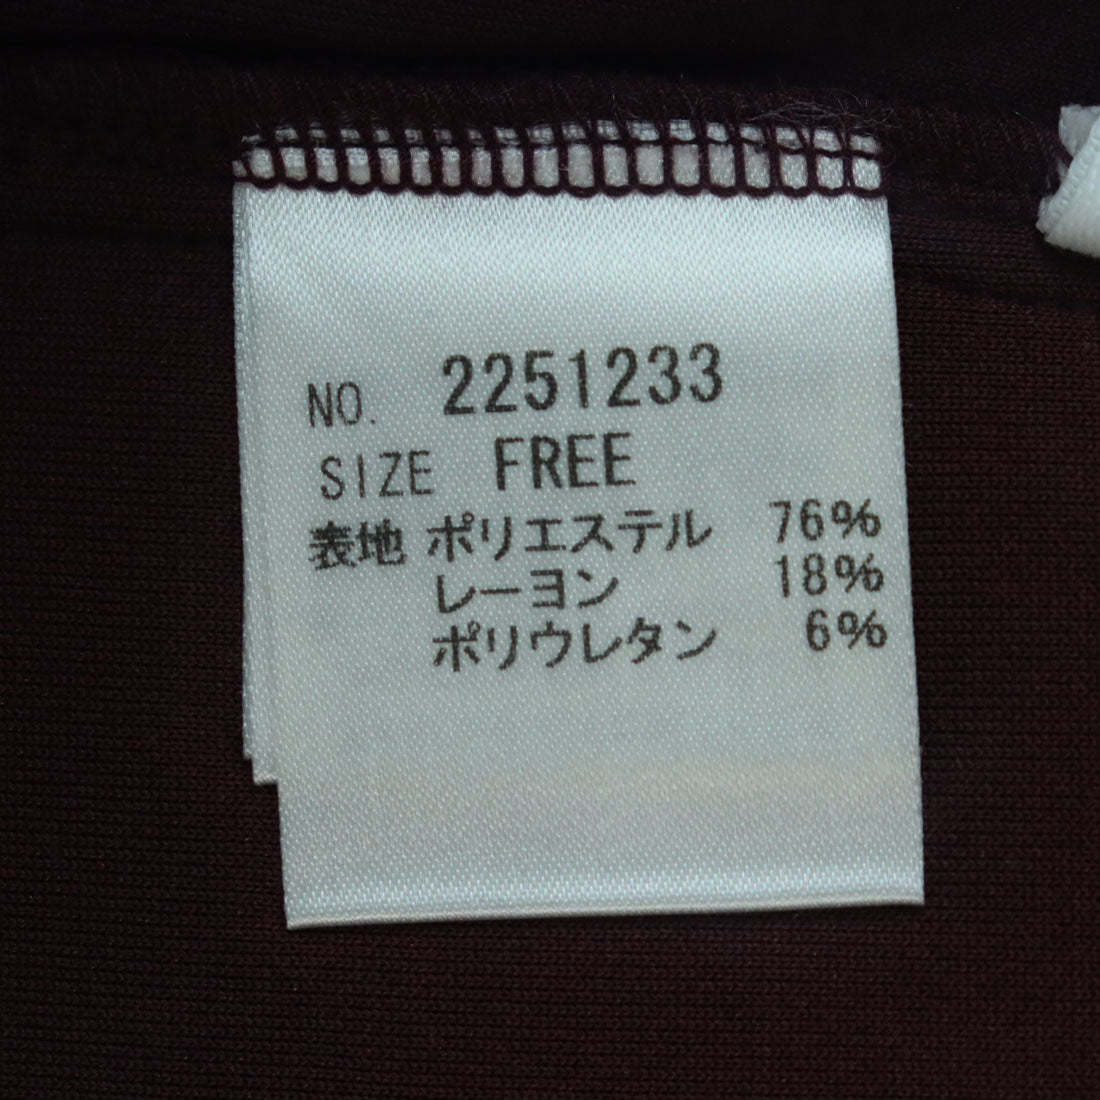 NO. 2251233
SIZE FREE
表地 ポリエステル 76%
レーヨン 18%
ポリウレタン 6%